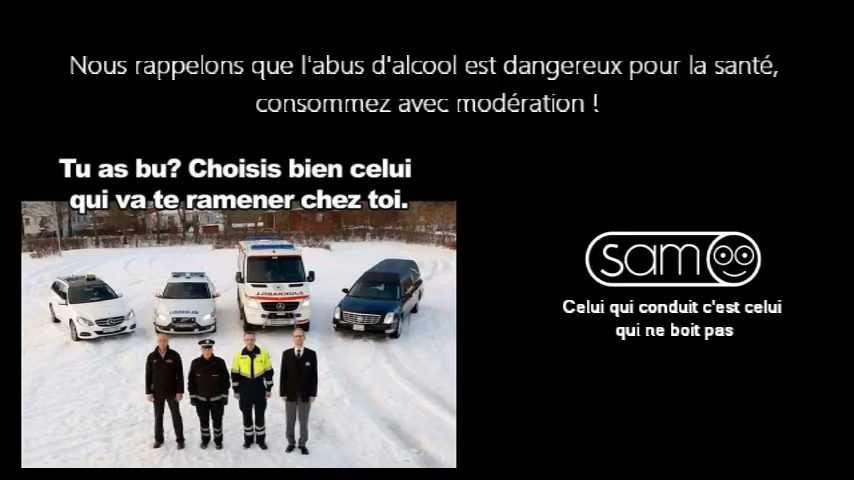 Nous rappelons que l'abus d'alcool est dangereux pour la santé,
consommez avec modération !
Tu as bu? Choisis bien celui
qui va te ramener chez toi.
sam
Celui qui conduit c'est celui
qui ne boit pas